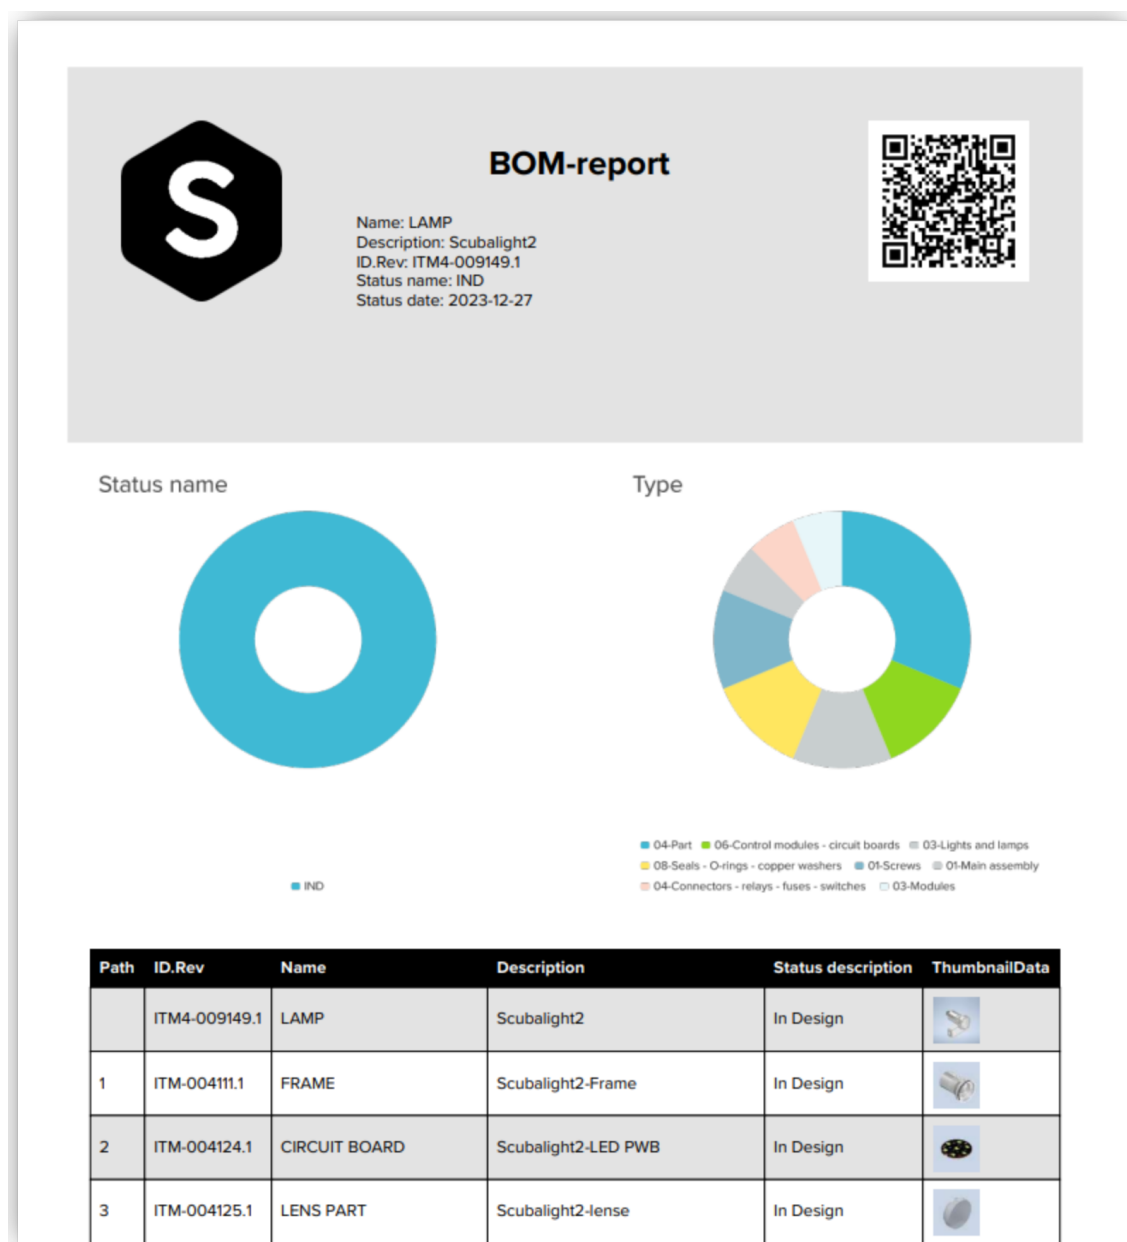 S
BOM-report
Name: LAMP
Description: Scubalight2
ID.Rev: ITM4-009149.1
Status name: IND
Status date: 2023-12-27
Status name
Type
IND
04-Part 06-Control modules - circuit boards 03-Lights and lamps
08-Seals - O-rings - copper washers 01-Screws 01-Main assembly
04-Connectors - relays - fuses - switches 03-Modules
Path ID.Rev Name Description Status description ThumbnailData
ITM4-009149.1 LAMP Scubalight2 In Design
1 ITM-004111.1 FRAME Scubalight2-Frame In Design
2 ITM-004124.1 CIRCUIT BOARD Scubalight2-LED PWB In Design
3 ITM-004125.1 LENS PART Scubalight2-lense In Design